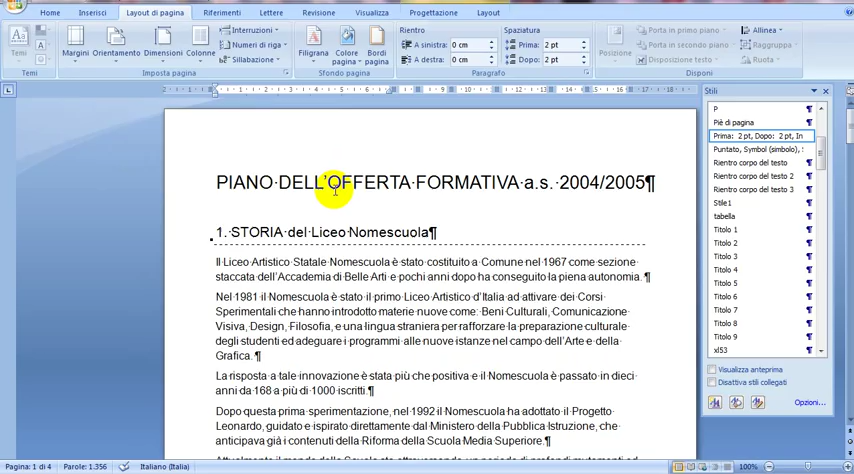 Home Inserisci Layout di pagina Riferimenti Lettere Revisione Visualizza Progettazione Layout
Temi Margini Orientamento Dimensioni Colonne Interruzioni Numeri di riga Sillabazione
Imposta pagina
Filigrana Colore pagina Bordi pagina
Sfondo pagina
Rientro Spaziatura
A sinistra: 0 cm Prima: 2 pt
A destra: 0 cm Dopo: 2 pt
Paragrafo
Posizione Porta in primo piano Porta in secondo piano Disposizione testo Allinea Raggruppa Ruota
Disponi
Temi
Stili
P
Piè di pagina
Prima: 2 pt, Dopo: 2 pt, In
Puntato, Symbol (simbolo), S
Rientro corpo del testo
Rientro corpo del testo 2
Rientro corpo del testo 3
Stile1
tabella
Titolo 1
Titolo 2
Titolo 3
Titolo 4
Titolo 5
Titolo 6
Titolo 7
Titolo 8
Titolo 9
xl53
Visualizza anteprima
Disattiva stili collegati
Opzioni...
PIANO DELL'OFFERTA FORMATIVA a.s. 2004/2005¶
1. STORIA del Liceo Nomescuola¶
Il Liceo Artistico Statale Nomescuola è stato costituito a Comune nel 1967 come sezione
staccata dell'Accademia di Belle Arti e pochi anni dopo ha conseguito la piena autonomia. ¶
Nel 1981 il Nomescuola è stato il primo Liceo Artistico d'Italia ad attivare dei Corsi
Sperimentali che hanno introdotto materie nuove come: Beni Culturali, Comunicazione
Visiva, Design, Filosofia, e una lingua straniera per rafforzare la preparazione culturale
degli studenti ed adeguare i programmi alle nuove istanze nel campo dell'Arte e della
Grafica. ¶
La risposta a tale innovazione è stata più che positiva e il Nomescuola è passato in dieci
anni da 168 a più di 1000 iscritti.¶
Dopo questa prima sperimentazione, nel 1992 il Nomescuola ha adottato il Progetto
Leonardo, guidato e ispirato direttamente dal Ministero della Pubblica Istruzione, che
anticipava già i contenuti della Riforma della Scuola Media Superiore.¶
Pagina: 1 di 4 Parole: 1.356 Italiano (Italia) 100%